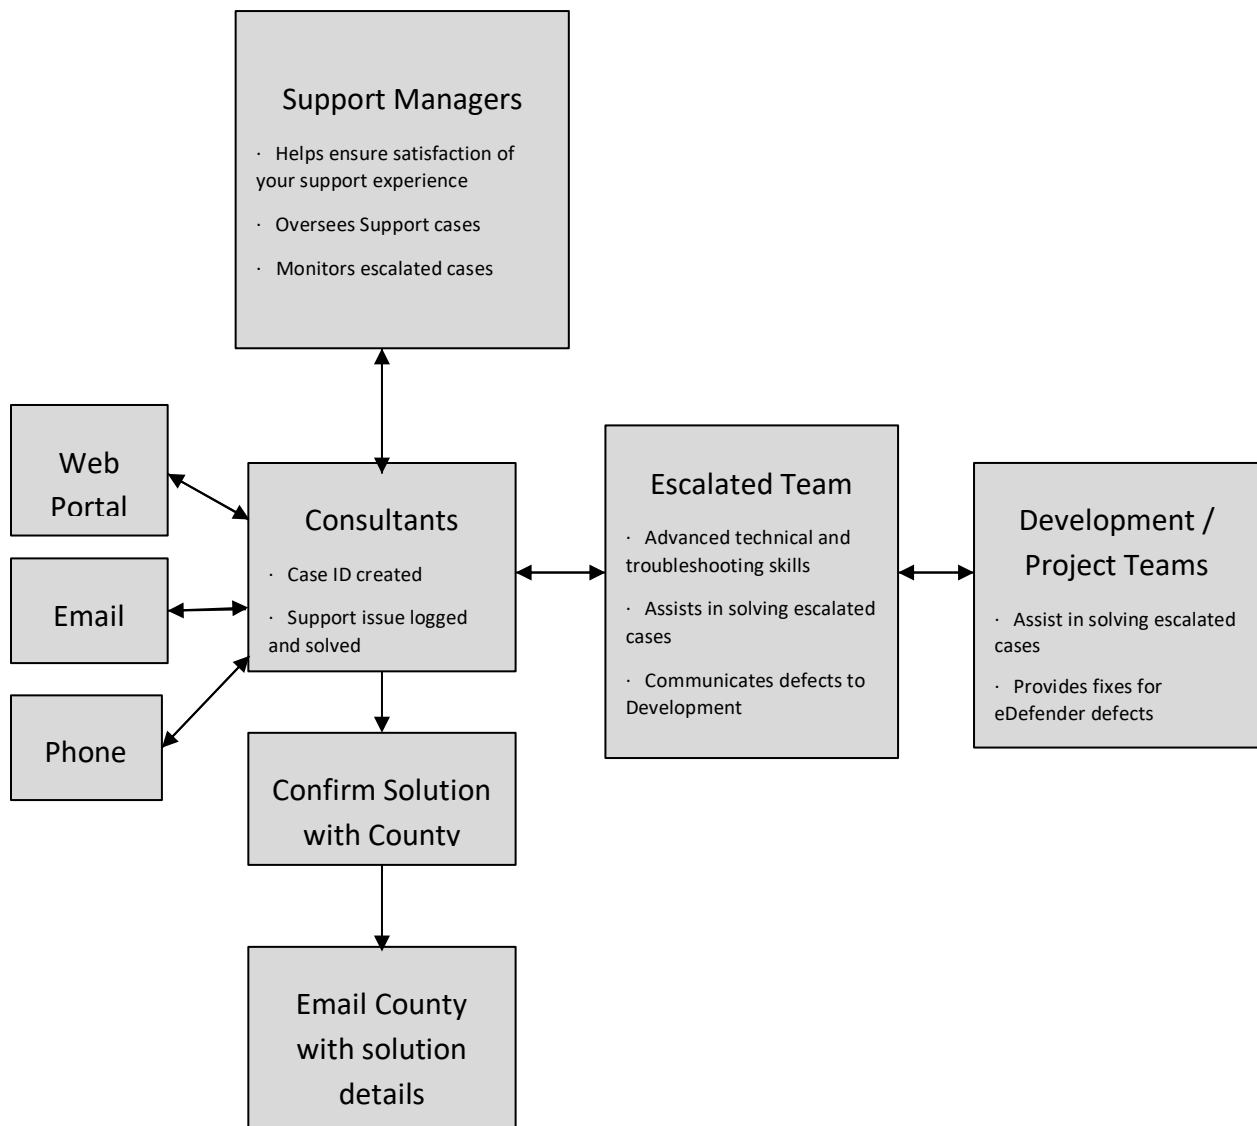 Support Managers
· Helps ensure satisfaction of
your support experience
· Oversees Support cases
· Monitors escalated cases
Web
Portal
Email
Phone
Consultants
· Case ID created
· Support issue logged
and solved
Escalated Team
· Advanced technical and
troubleshooting skills
· Assists in solving escalated
cases
· Communicates defects to
Development
Development /
Project Teams
· Assist in solving escalated
cases
· Provides fixes for
eDefender defects
Confirm Solution
with County
Email County
with solution
details